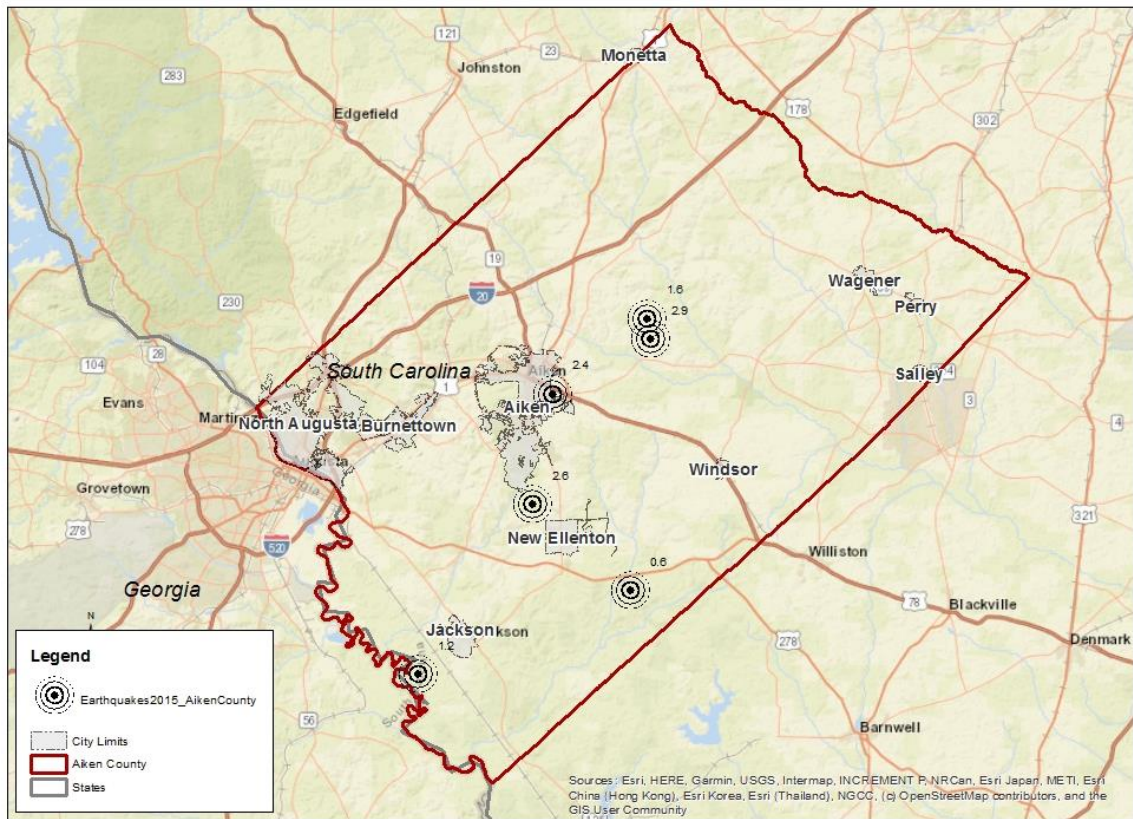 121
23
Monetta
Johnston
283
178
Edgefield
302
19
20
Wagener
1.6
230
2.9
Perry
28
South Carolina
2.4
104
1
Aiken
Salley
3
Evans
Aiken
Martin
North Augusta
Burnettown
4
Windsor
2.6
Grovetown
Georgia
278
New Ellenton
321
520
Williston
0.6
Georgia
78
Blackville
N
Jackson
kson
278
Denmark
1.2
Legend
Earthquakes2015_AikenCounty
56
Barnwell
City Limits
Aiken County
States
Sources: Esri, HERE, Garmin, USGS, Intermap, INCREMENT P, NRCan, Esri Japan, METI, Esri
China (Hong Kong), Esri Korea, Esri (Thailand), NGCC, (c) OpenStreetMap contributors, and the
GIS User Community